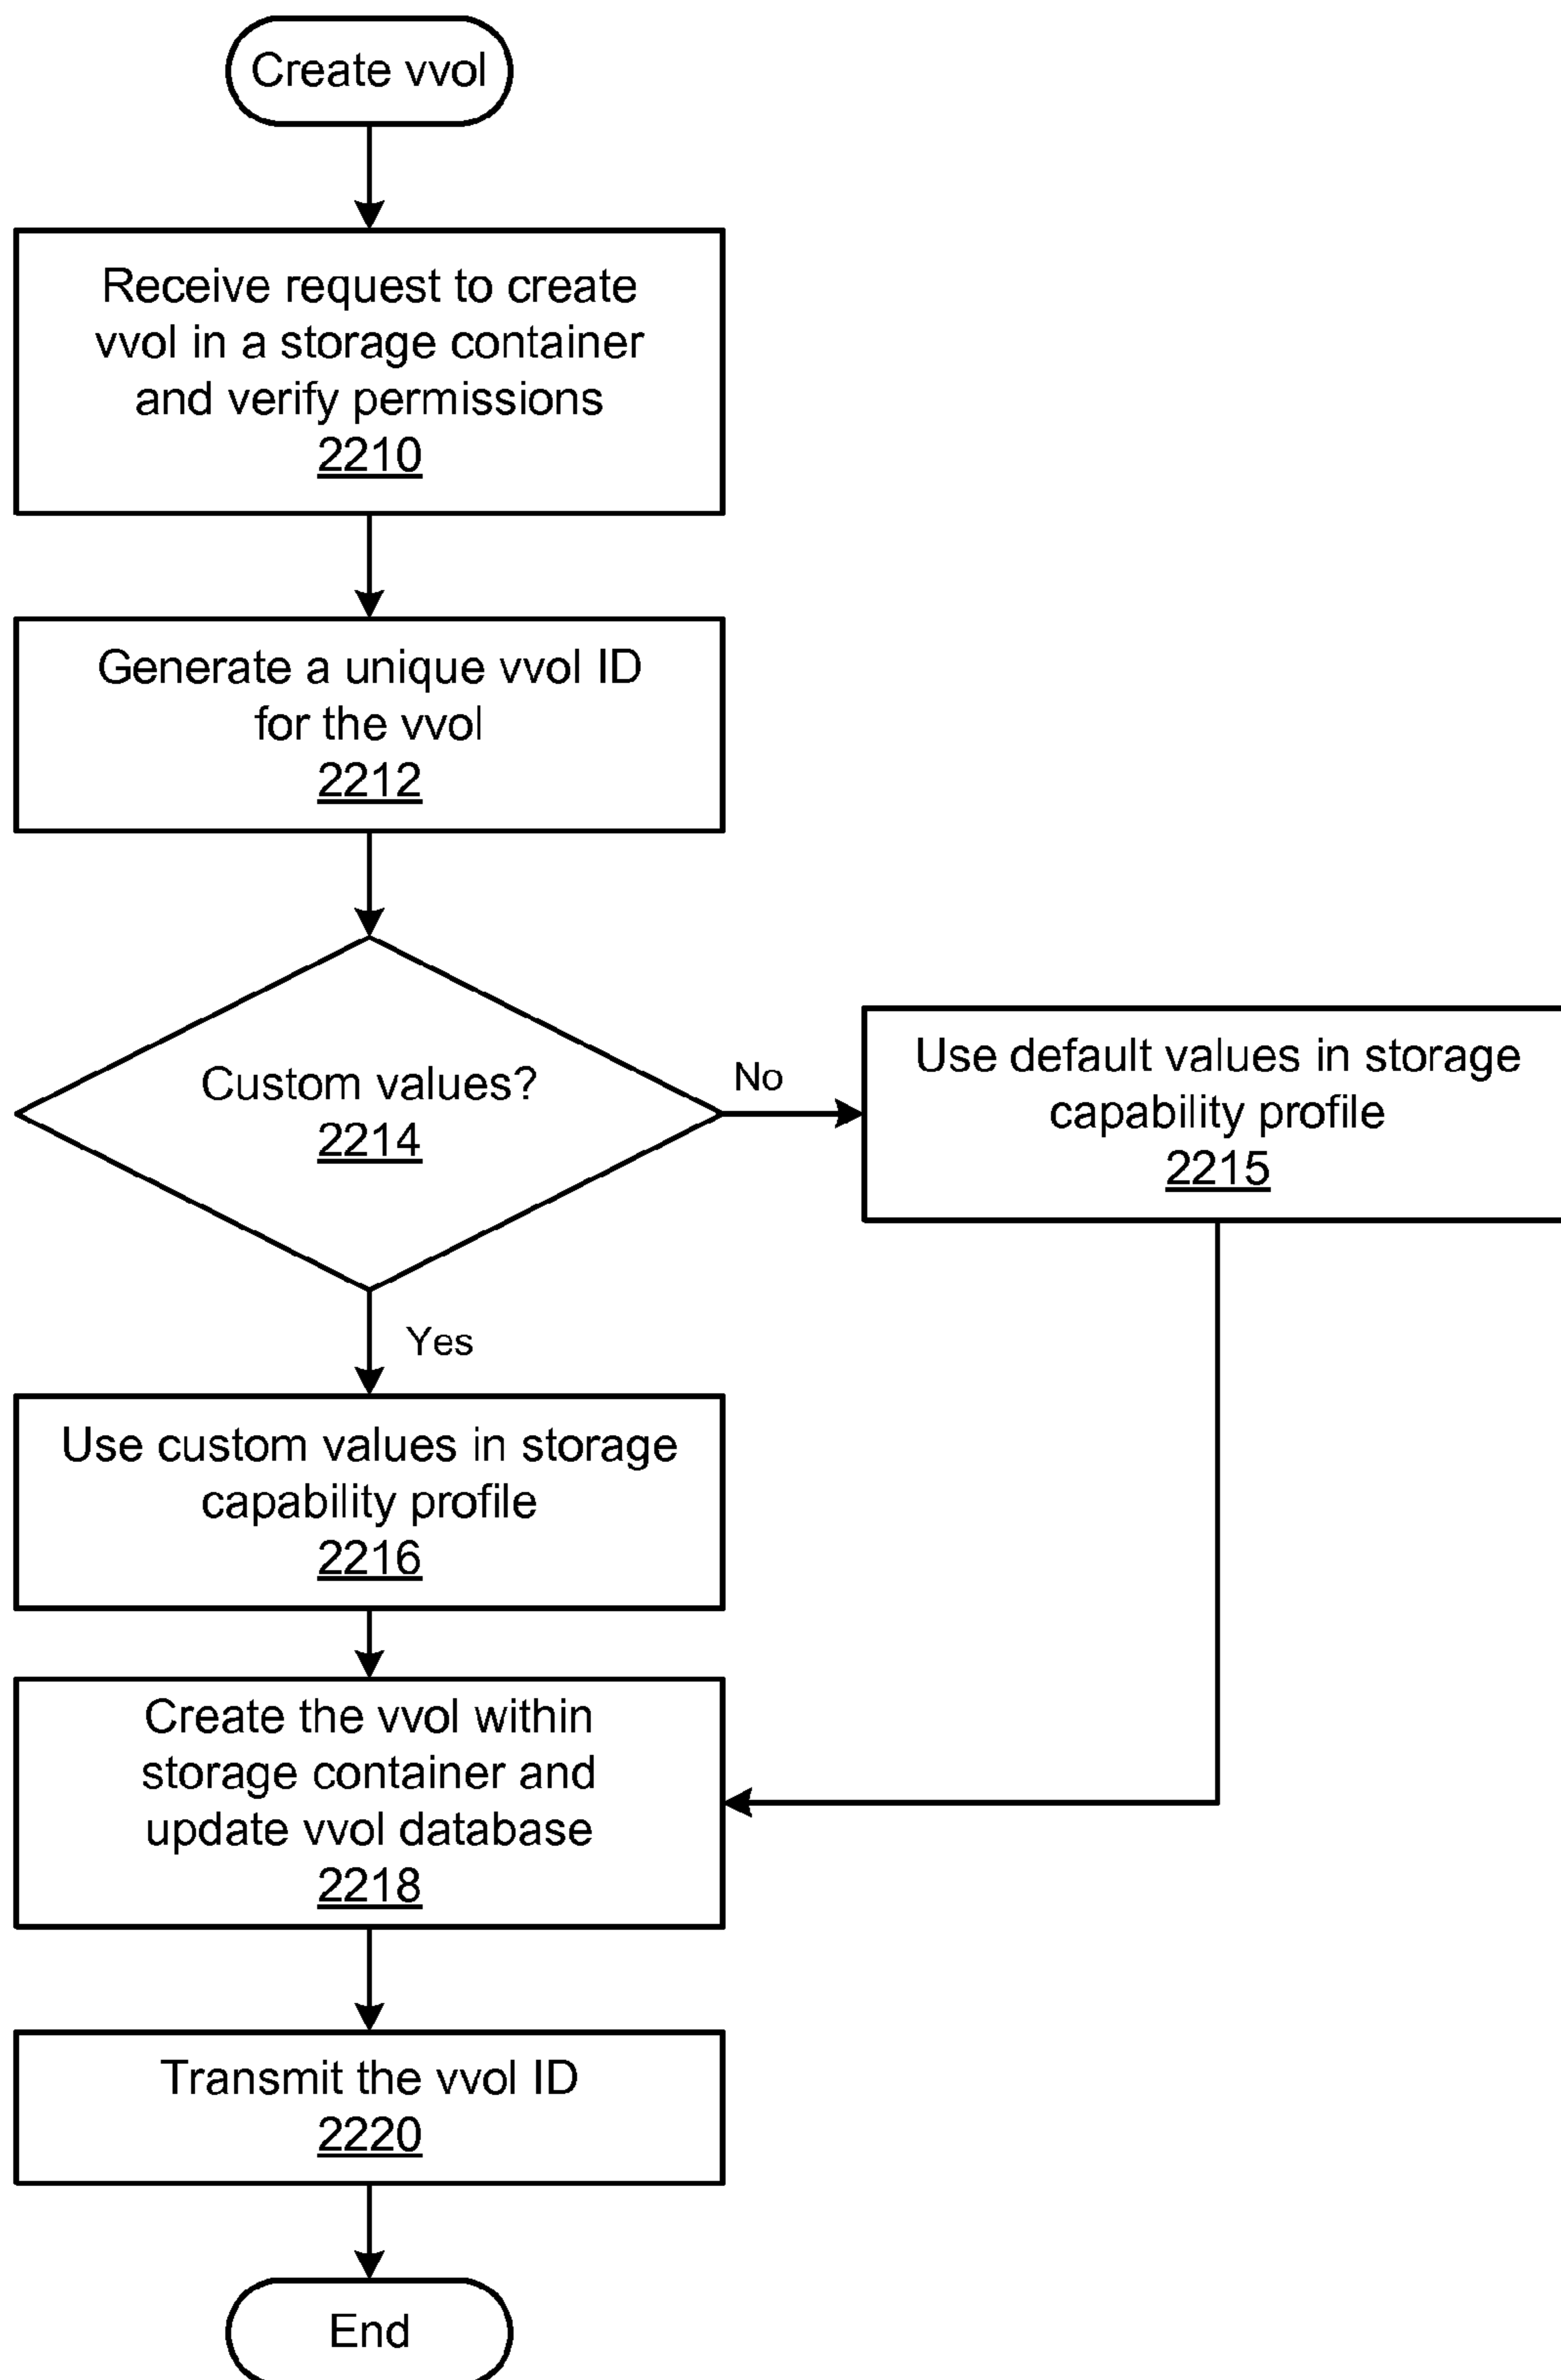 Create vvol
Receive request to create
vvol in a storage container
and verify permissions
2210
Generate a unique vvol ID
for the vvol
2212
Custom values?
2214
No
Use default values in storage
capability profile
2215
Yes
Use custom values in storage
capability profile
2216
Create the vvol within
storage container and
update vvol database
2218
Transmit the vvol ID
2220
End